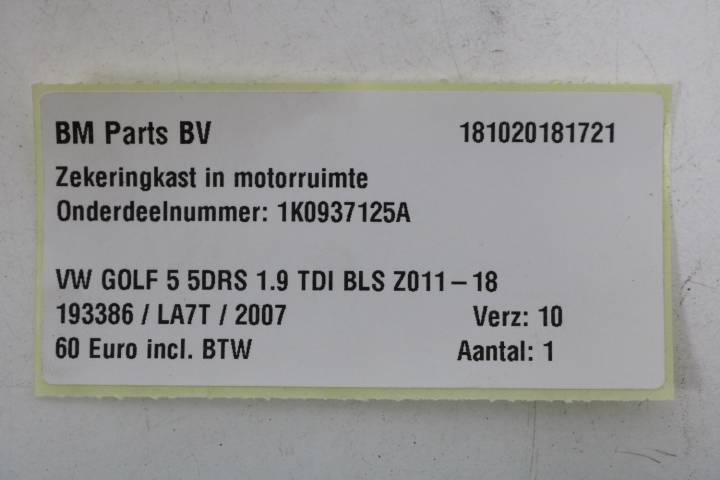 BM Parts BV 181020181721
Zekeringkast in motorruimte
Onderdeelnummer: 1K0937125A
VW GOLF 5 5DRS 1.9 TDI BLS Z011-18
193386 / LA7T / 2007 Verz: 10
60 Euro incl. BTW Aantal: 1